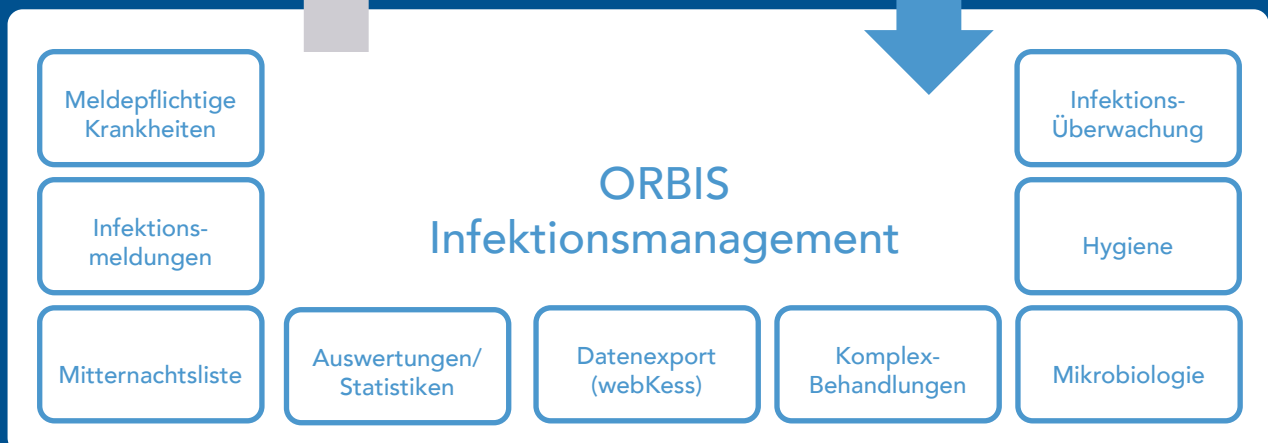 Meldepflichtige
Krankheiten
Infektions-
Überwachung
ORBIS
Infektionsmanagement
Infektions-
meldungen
Hygiene
Mitternachtsliste
Auswertungen/
Statistiken
Datenexport
(webKess)
Komplex-
Behandlungen
Mikrobiologie